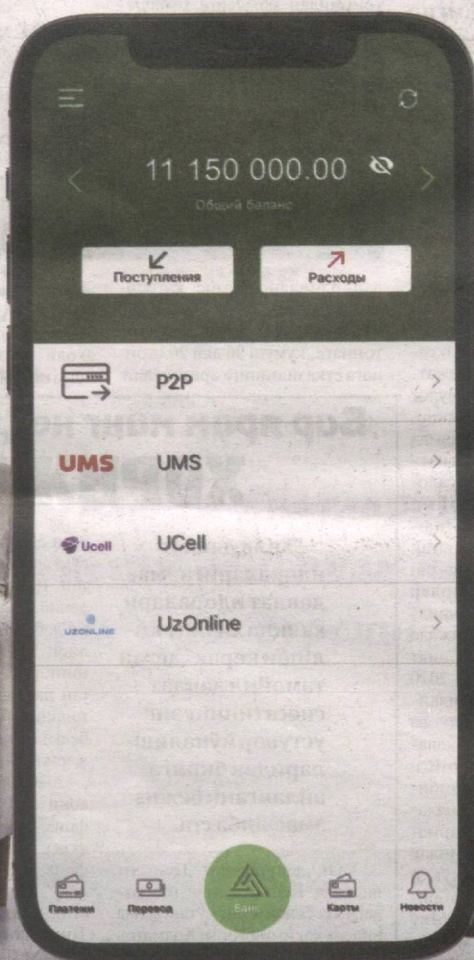 11 150 000.00
Общий баланс
Поступления
Расходы
P2P
UMS UMS
Ucell UCell
UZONLINE UzOnline
Платежи
Перевод
Банк
Карты
Новости